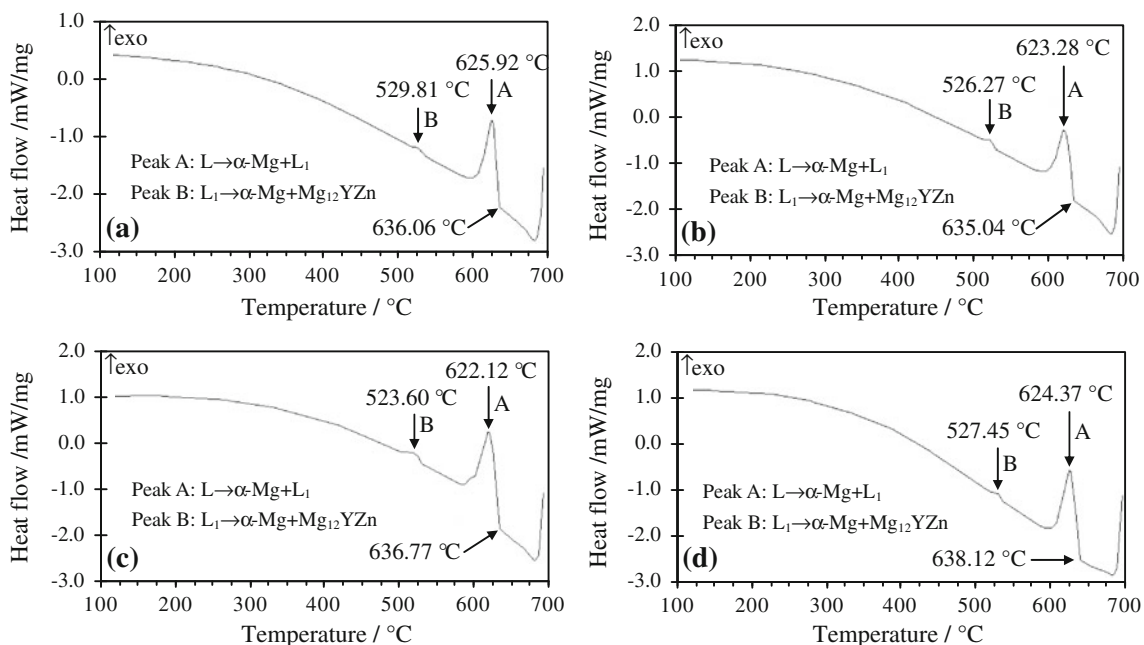 1.0
↑exo
625.92 °C
0.0
529.81 °C
A
B
Heat flow /mW/mg
-1.0
Peak A: L→α-Mg+L₁
Peak B: L₁→α-Mg+Mg₁₂YZn
-2.0
(a)
636.06 °C
-3.0
100 200 300 400 500 600 700
Temperature / °C
2.0
↑exo
623.28 °C
1.0
526.27 °C
A
B
0.0
Heat flow /mW/mg
Peak A: L→α-Mg+L₁
-1.0
Peak B: L₁→α-Mg+Mg₁₂YZn
-2.0
(b)
635.04 °C
-3.0
100 200 300 400 500 600 700
Temperature / °C
2.0
↑exo
622.12 °C
1.0
523.60 °C
A
B
0.0
Heat flow /mW/mg
Peak A: L→α-Mg+L₁
-1.0
Peak B: L₁→α-Mg+Mg₁₂YZn
-2.0
(c)
636.77 °C
-3.0
100 200 300 400 500 600 700
Temperature / °C
2.0
↑exo
624.37 °C
1.0
527.45 °C
A
B
0.0
Heat flow /mW/mg
Peak A: L→α-Mg+L₁
-1.0
Peak B: L₁→α-Mg+Mg₁₂YZn
-2.0
(d)
638.12 °C
-3.0
100 200 300 400 500 600 700
Temperature / °C